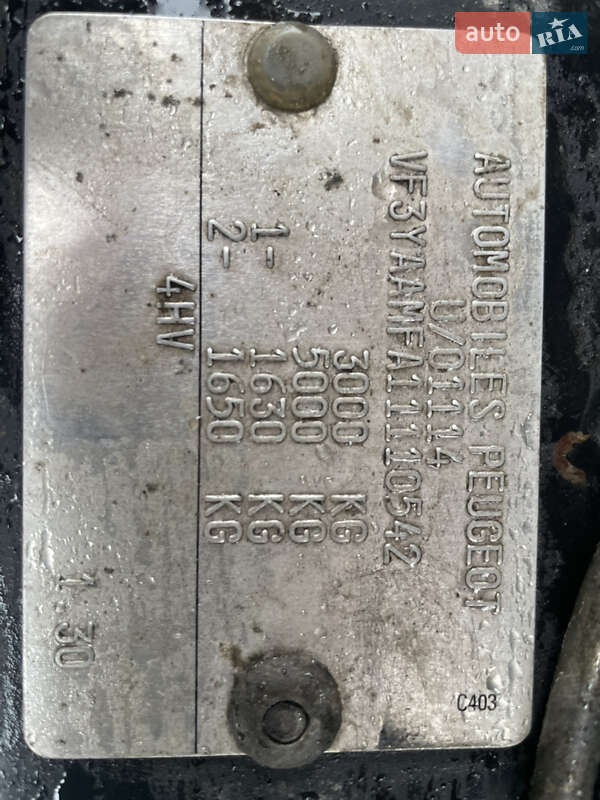 auto RIA.com
AUTOMOBILES PEUGEOT
U/01114
VF3YAAMFA11110542
3000 KG
5000 KG
1- 1630 KG
2- 1650 KG
4HV
1.30
C403